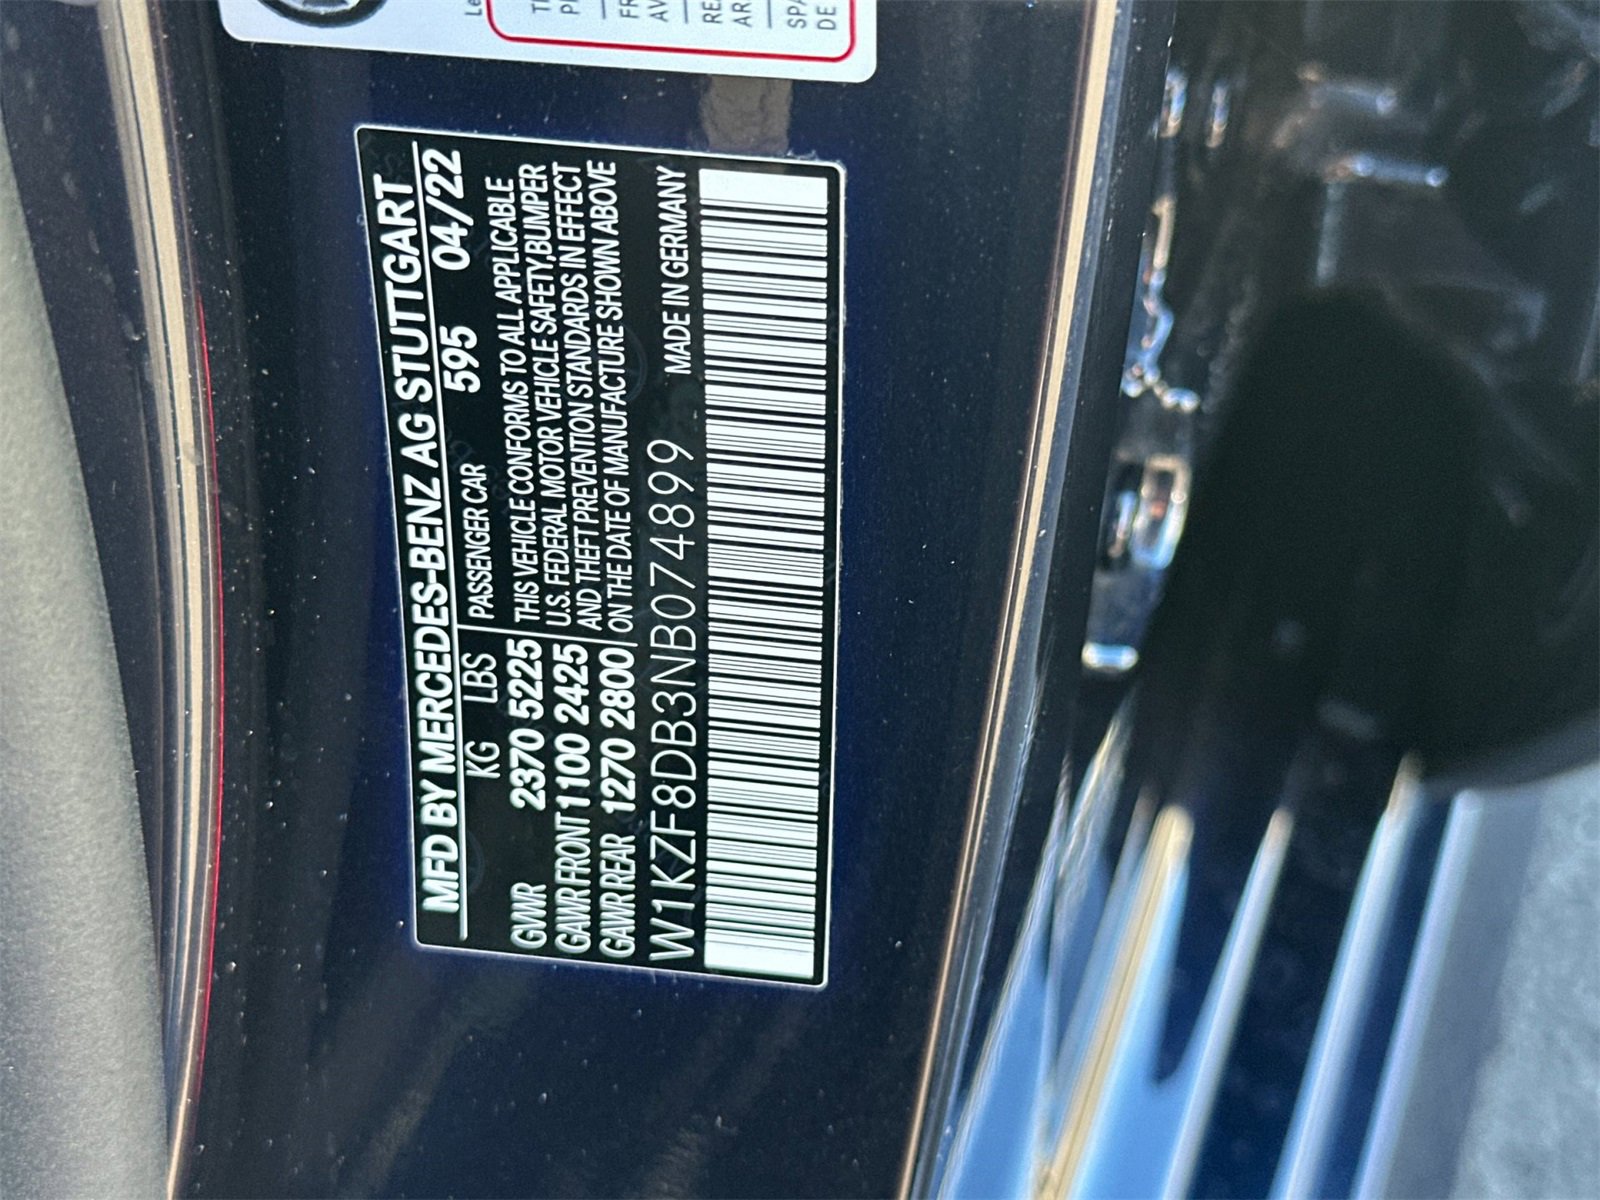 MFD BY MERCEDES-BENZ AG STUTTGART
KG LBS PASSENGER CAR 595 04/22
GVWR 2370 5225 THIS VEHICLE CONFORMS TO ALL APPLICABLE
GAWR FRONT 1100 2425 U.S. FEDERAL MOTOR VEHICLE SAFETY,BUMPER
GAWR REAR 1270 2800 AND THEFT PREVENTION STANDARDS IN EFFECT
ON THE DATE OF MANUFACTURE SHOWN ABOVE
W1KZF8DB3NB074899 MADE IN GERMANY